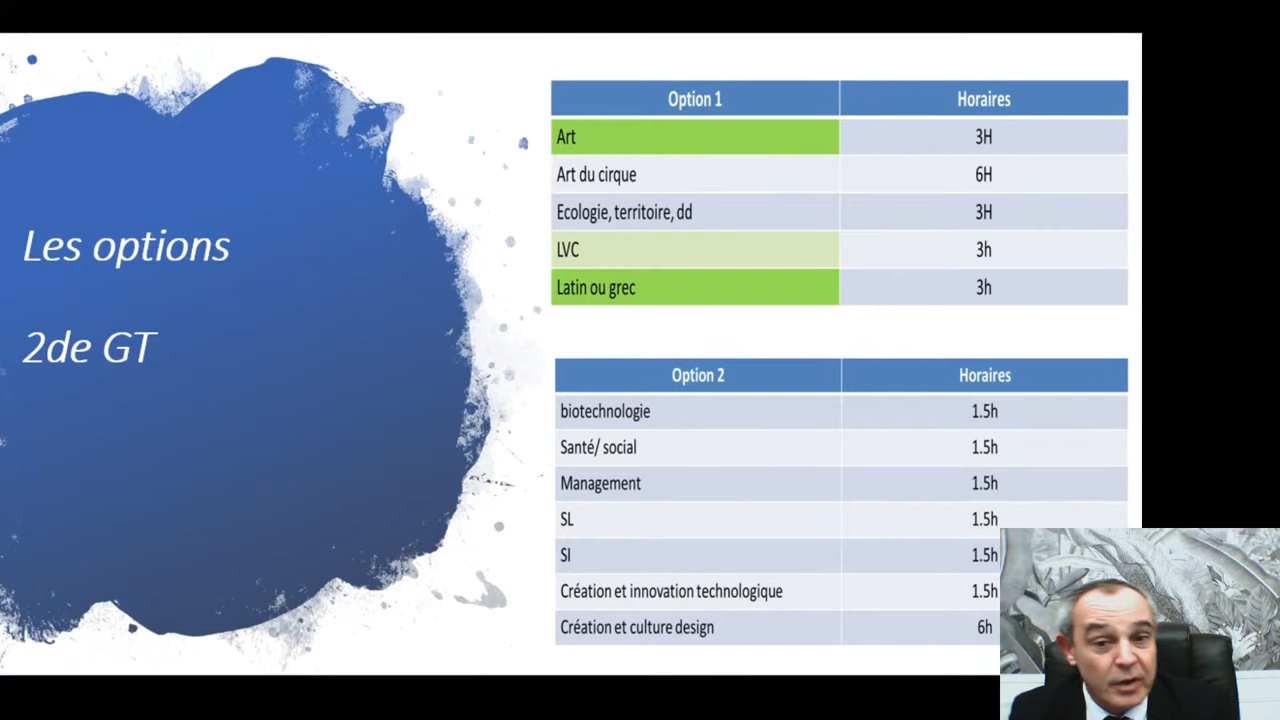 Les options
2de GT
Option 1 Horaires
Art 3H
Art du cirque 6H
Ecologie, territoire, dd 3H
LVC 3h
Latin ou grec 3h
Option 2 Horaires
biotechnologie 1.5h
Santé/ social 1.5h
Management 1.5h
SL 1.5h
SI 1.5h
Création et innovation technologique 1.5h
Création et culture design 6h